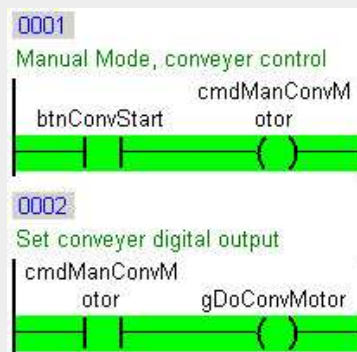 0001
Manual Mode, conveyer control
cmdManConvM
btnConvStart otor
0002
Set conveyer digital output
cmdManConvM
otor gDoConvMotor